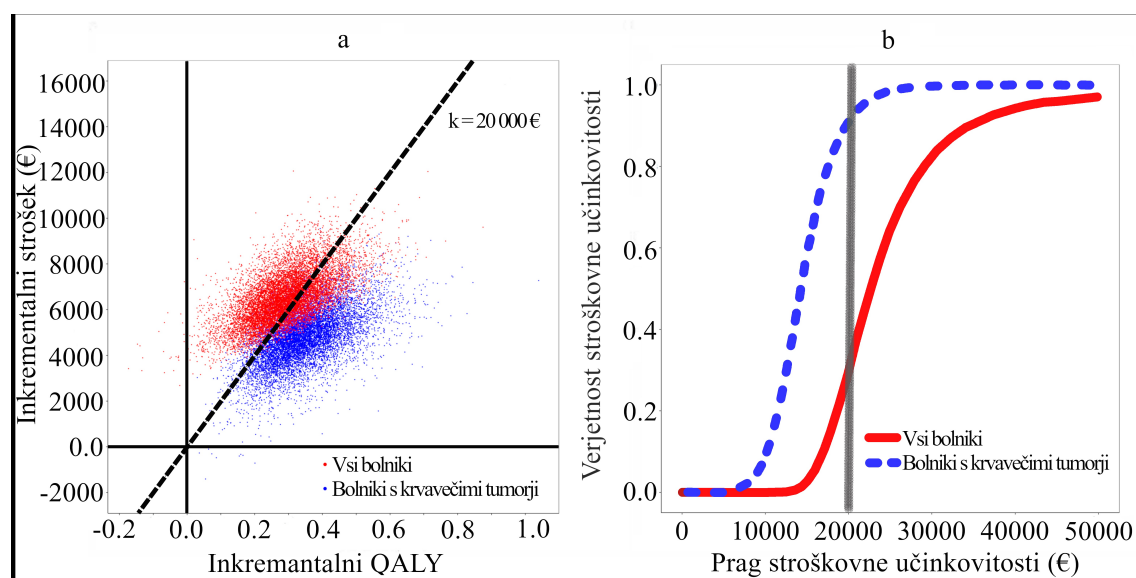 a
Inkrementalni strošek (€)
16000
14000
12000
10000
8000
6000
4000
2000
0.0
-2000
k = 20 000 €
Vsi bolniki
Bolniki s krvavečimi tumorji
-0.2
0.0
0.2
0.4
0.6
0.8
1.0
Inkremantalni QALY
b
Verjetnost stroškovne učinkovitosti
1.0
0.8
0.6
0.4
0.2
0.0
Vsi bolniki
Bolniki s krvavečimi tumorji
0
10000
20000
30000
40000
50000
Prag stroškovne učinkovitosti (€)